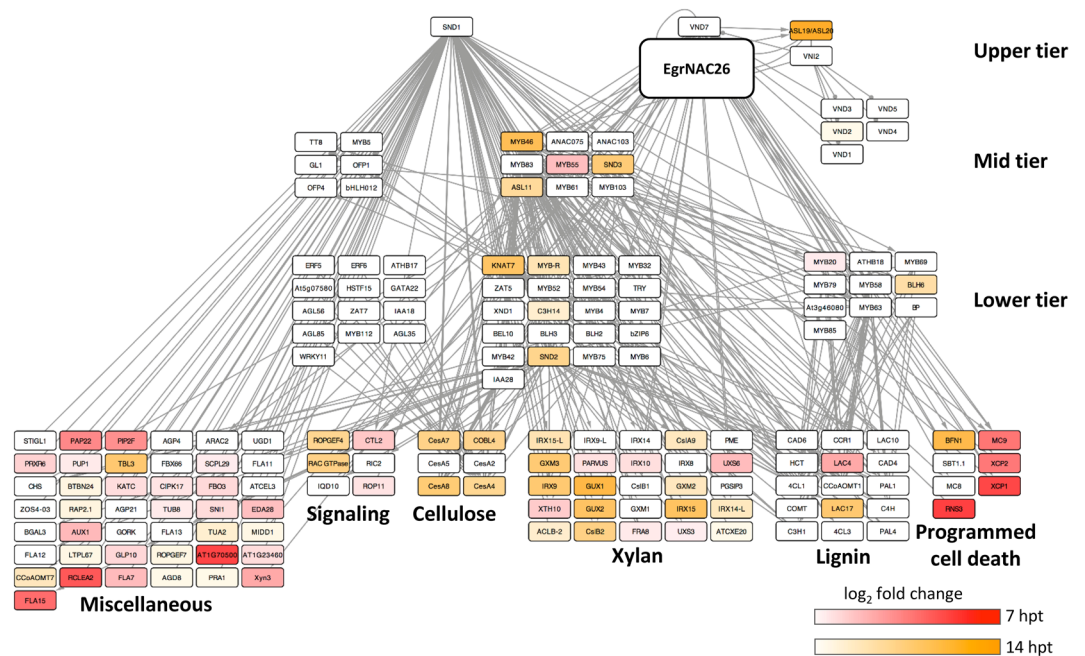 SND1 VND7 ASL19/ASL20
EgrNAC26 VNI2 Upper tier
VND3 VND5
VND2 VND4
VND1
TT8 MYB5 MYB46 ANAC075 ANAC103
GL1 OFP1 MYB83 MYB55 SND3 Mid tier
OFP4 bHLH012 ASL11 MYB61 MYB103
ERF5 ERF6 ATHB17 KNAT7 MYB-R MYB43 MYB32 MYB20 ATHB18 MYB69
At5g07580 HSTF15 GATA22 ZAT5 MYB52 MYB54 TRY MYB79 MYB58 BLH6
AGL56 ZAT7 IAA18 XND1 C3H14 MYB4 MYB7 At3g46080 MYB63 BP Lower tier
AGL85 MYB112 AGL35 BEL10 BLH3 BLH2 bZIP6 MYB85
WRKY11 MYB42 SND2 MYB75 MYB6
IAA28
STIGL1 PAP22 PIP2F AGP4 ARAC2 UGD1 ROPGEF4 CTL2 CesA7 COBL4 IRX15-L IRX9-L IRX14 CslA9 PME CAD6 CCR1 LAC10 BFN1 MC9
PRXR6 PUP1 TBL3 FBX66 SCPL29 FLA11 RAC GTPase RIC2 CesA5 CesA2 GXM3 PARVUS IRX10 IRX8 UXS6 HCT LAC4 CAD4 SBT1.1 XCP2
CHS BTBN24 KATC CIPK17 FBO3 ATCEL3 IQD10 ROP11 CesA8 CesA4 IRX9 GUX1 CslB1 GXM2 PGSIP3 4CL1 CCoAOMT1 PAL1 MC8 XCP1
ZOS4-03 RAP2.1 AGP21 TUB8 SNI1 EDA28 XTH10 GUX2 GXM1 IRX15 IRX14-L COMT LAC17 C4H RNS3
BGAL3 AUX1 GORK FLA13 TUA2 MIDD1 ACLB-2 CslB2 FRA8 UXS3 ATCXE20 C3H1 4CL3 PAL4
FLA12 LTPL67 GLP10 ROPGEF7 AT1G70500 AT1G23460
CCoAOMT7 RCLEA2 FLA7 AGD8 PRA1 Xyn3
FLA15
Signaling Cellulose Xylan Lignin Programmed
cell death
Miscellaneous
log2 fold change
7 hpt
14 hpt